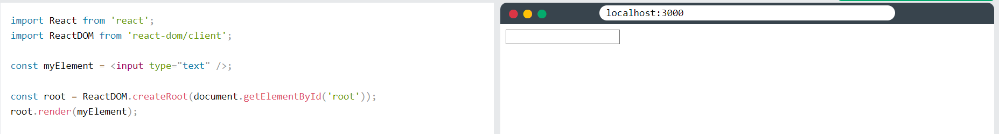 import React from 'react';
import ReactDOM from 'react-dom/client';
const myElement = <input type="text" />;
const root = ReactDOM.createRoot(document.getElementById('root'));
root.render(myElement);
localhost:3000